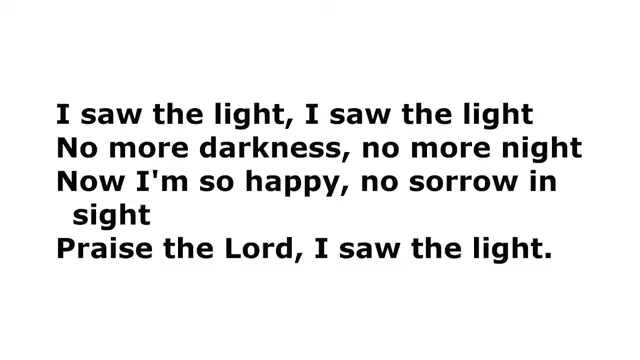 I saw the light, I saw the light
No more darkness, no more night
Now I'm so happy, no sorrow in
sight
Praise the Lord, I saw the light.